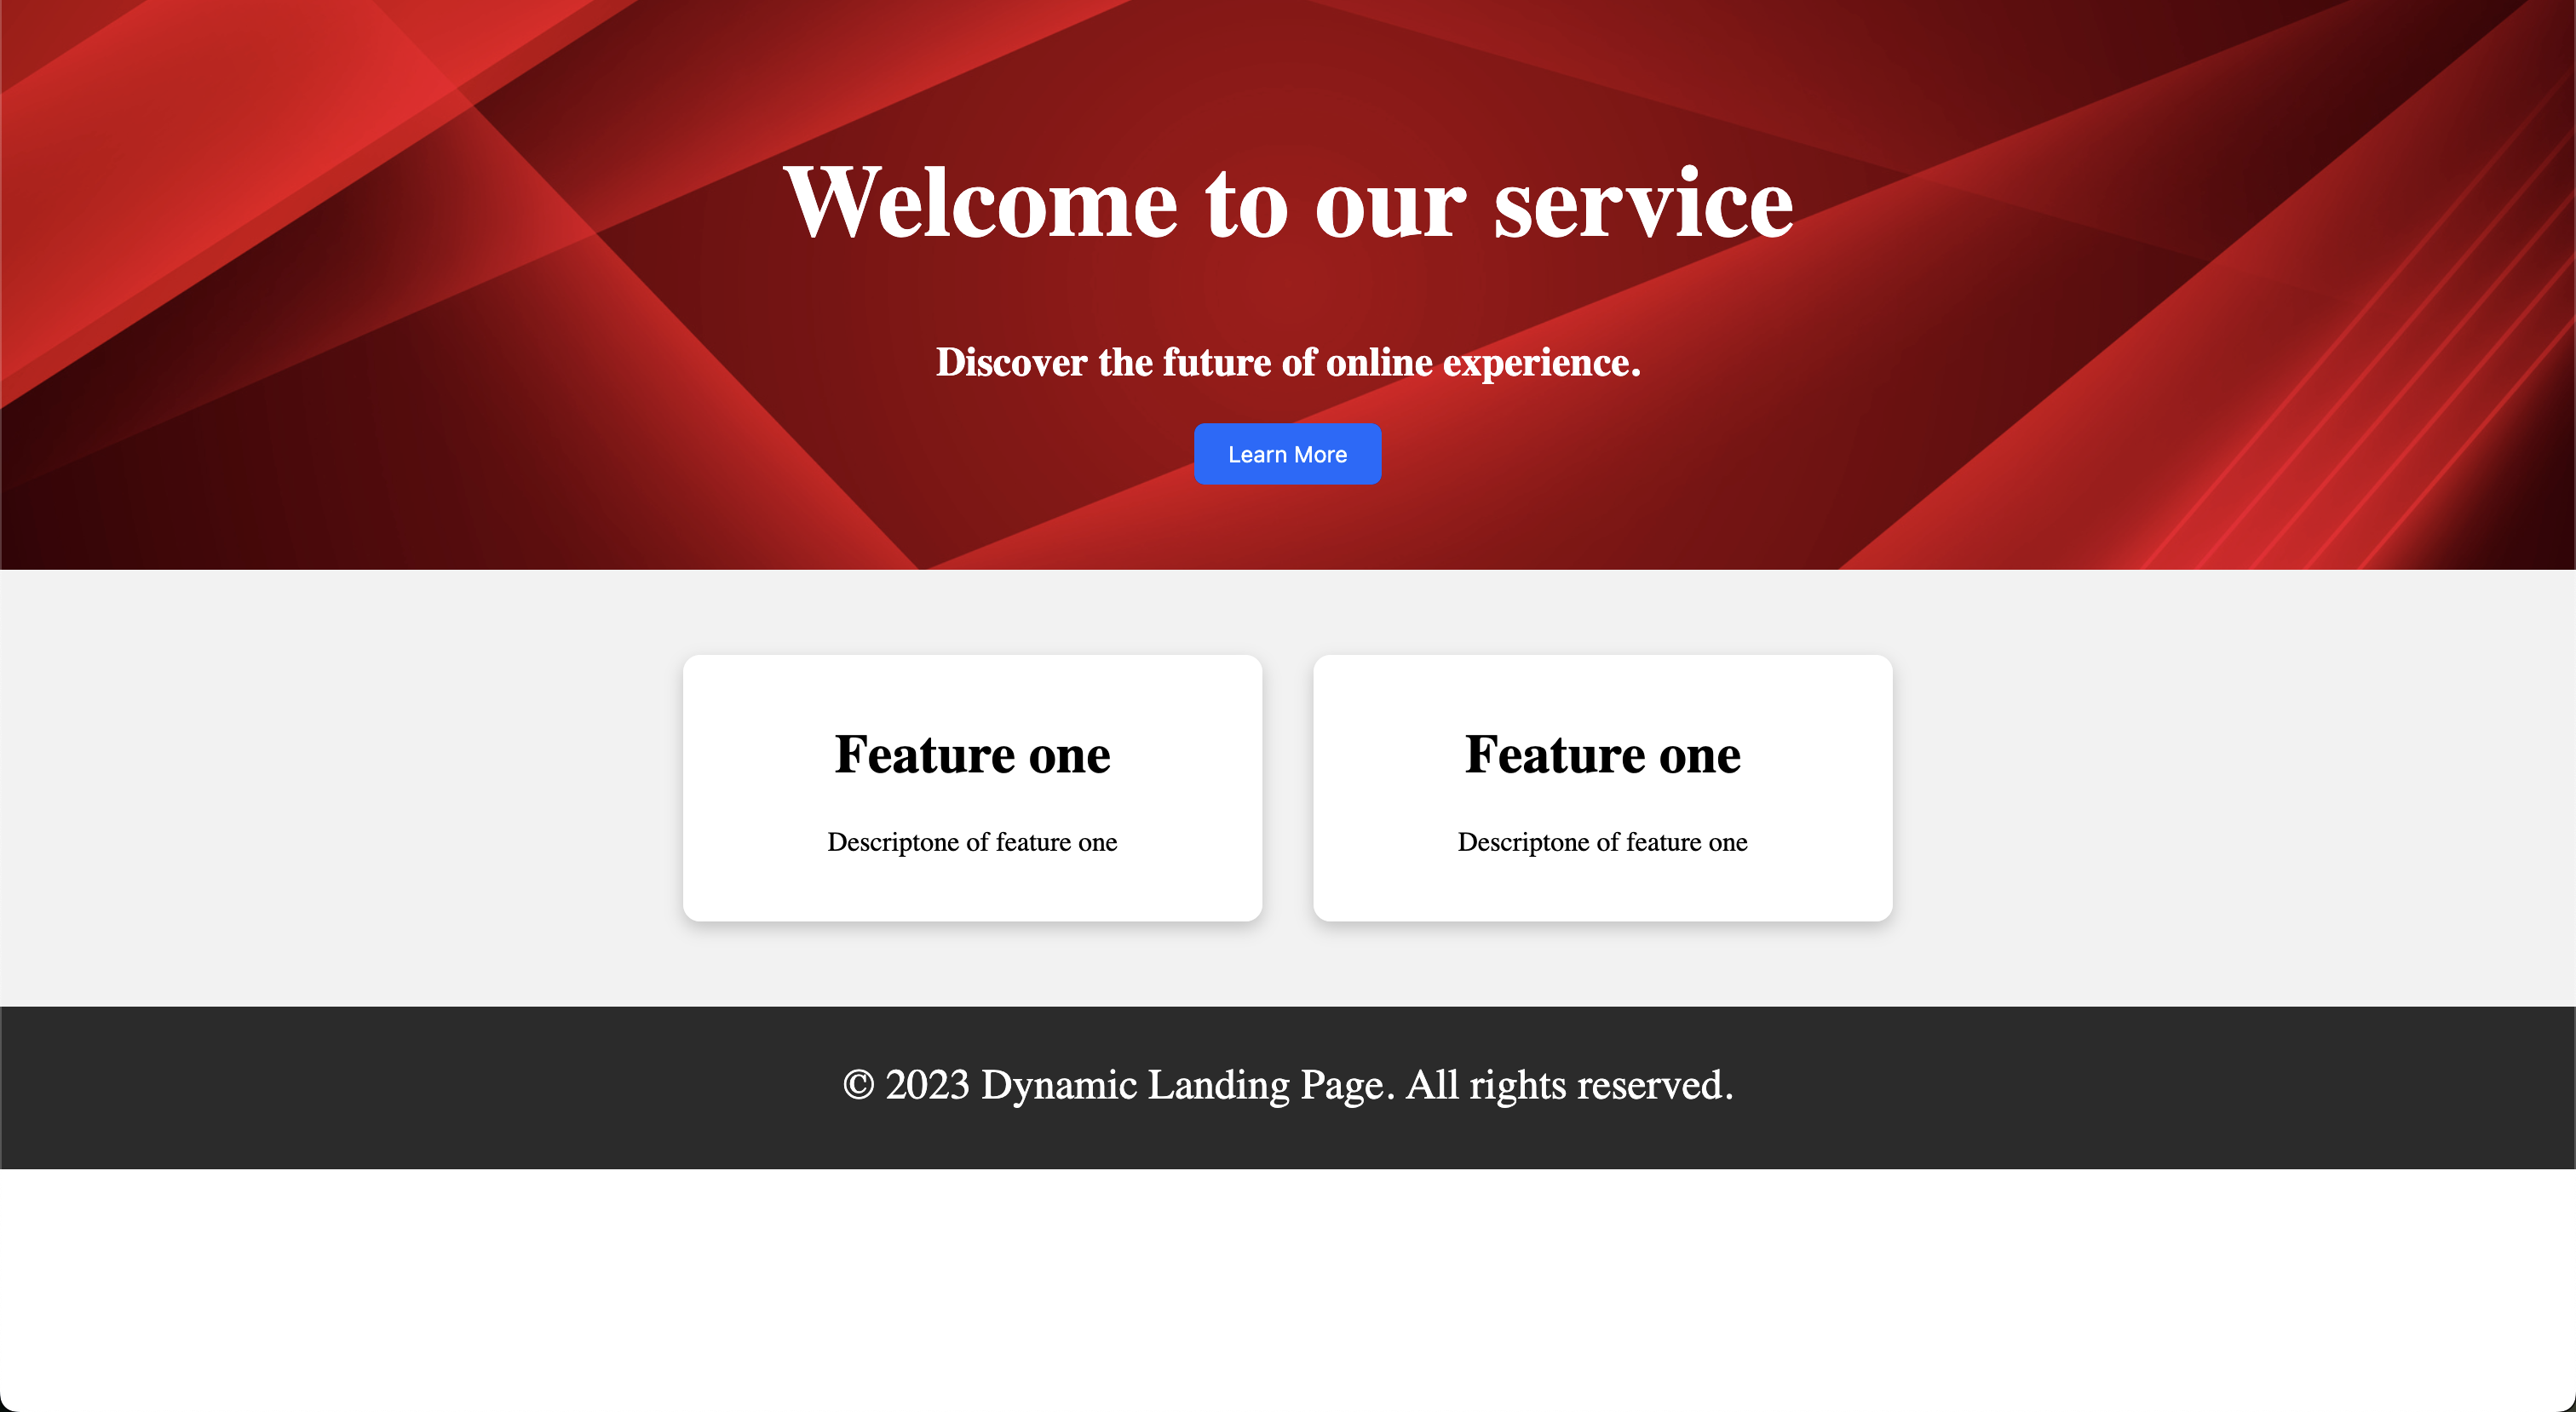 Welcome to our service
Discover the future of online experience.
Learn More
Feature one
Descriptone of feature one
Feature one
Descriptone of feature one
© 2023 Dynamic Landing Page. All rights reserved.